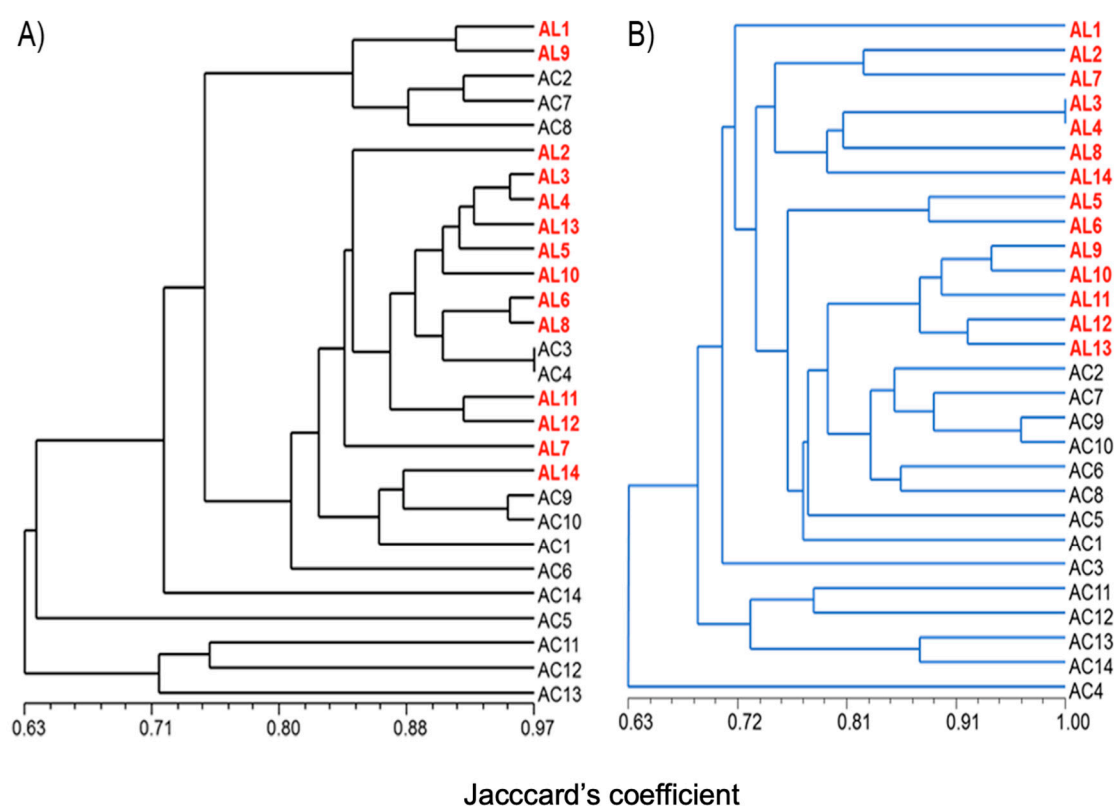 A)
AL1
AL9
AC2
AC7
AC8
AL2
AL3
AL4
AL13
AL5
AL10
AL6
AL8
AC3
AC4
AL11
AL12
AL7
AL14
AC9
AC10
AC1
AC6
AC14
AC5
AC11
AC12
AC13
0.63 0.71 0.80 0.88 0.97
B)
AL1
AL2
AL7
AL3
AL4
AL8
AL14
AL5
AL6
AL9
AL10
AL11
AL12
AL13
AC2
AC7
AC9
AC10
AC6
AC8
AC5
AC1
AC3
AC11
AC12
AC13
AC14
AC4
0.63 0.72 0.81 0.91 1.00
Jacccard's coefficient